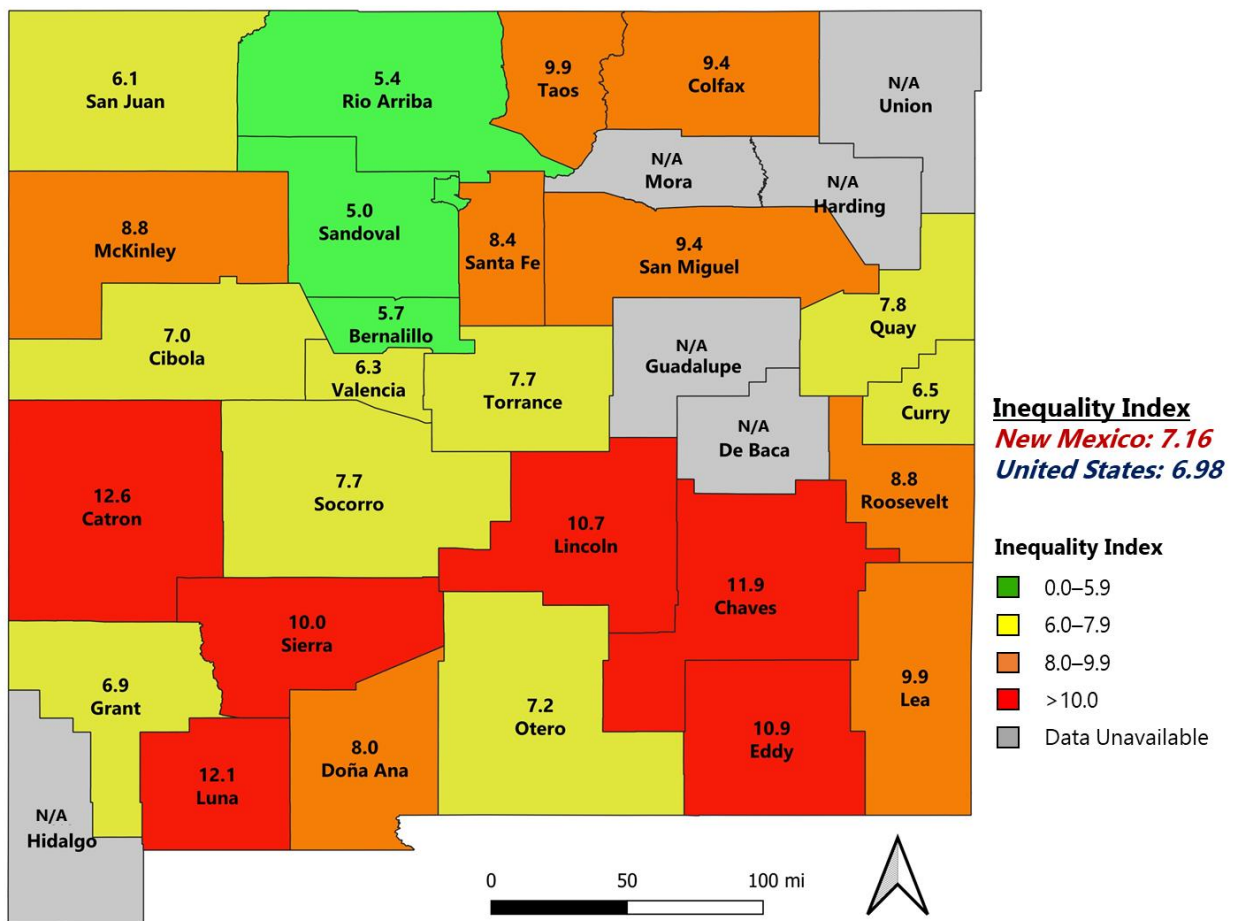 6.1
San Juan
5.4
Rio Arriba
9.9
Taos
9.4
Colfax
N/A
Union
N/A
Mora
N/A
Harding
8.8
McKinley
5.0
Sandoval
8.4
Santa Fe
9.4
San Miguel
7.8
Quay
7.0
Cibola
5.7
Bernalillo
6.3
Valencia
7.7
Torrance
N/A
Guadalupe
6.5
Curry
N/A
De Baca
8.8
Roosevelt
12.6
Catron
7.7
Socorro
10.7
Lincoln
11.9
Chaves
10.0
Sierra
6.9
Grant
7.2
Otero
10.9
Eddy
9.9
Lea
12.1
Luna
8.0
Doña Ana
N/A
Hidalgo
Inequality Index
New Mexico: 7.16
United States: 6.98
Inequality Index
0.0–5.9
6.0–7.9
8.0–9.9
>10.0
Data Unavailable
0 50 100 mi